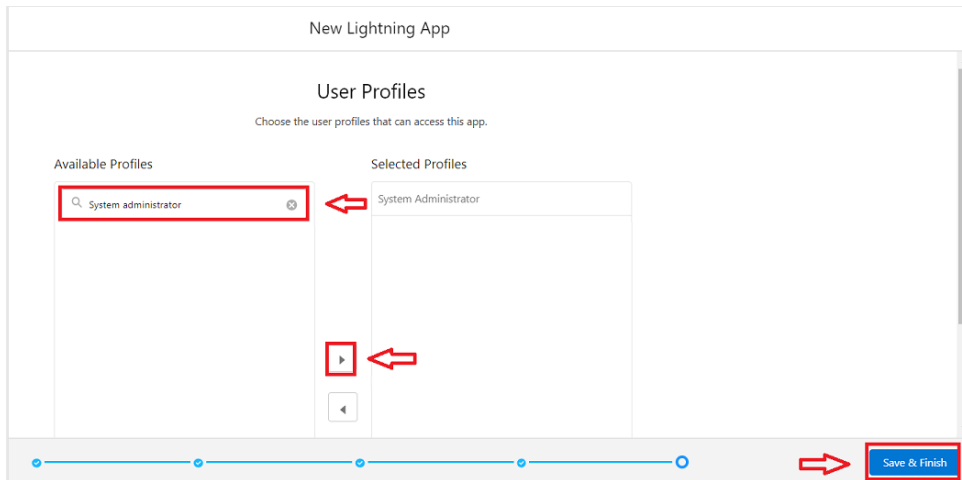 New Lightning App
User Profiles
Choose the user profiles that can access this app.
Available Profiles
Selected Profiles
System administrator
System Administrator
Save & Finish